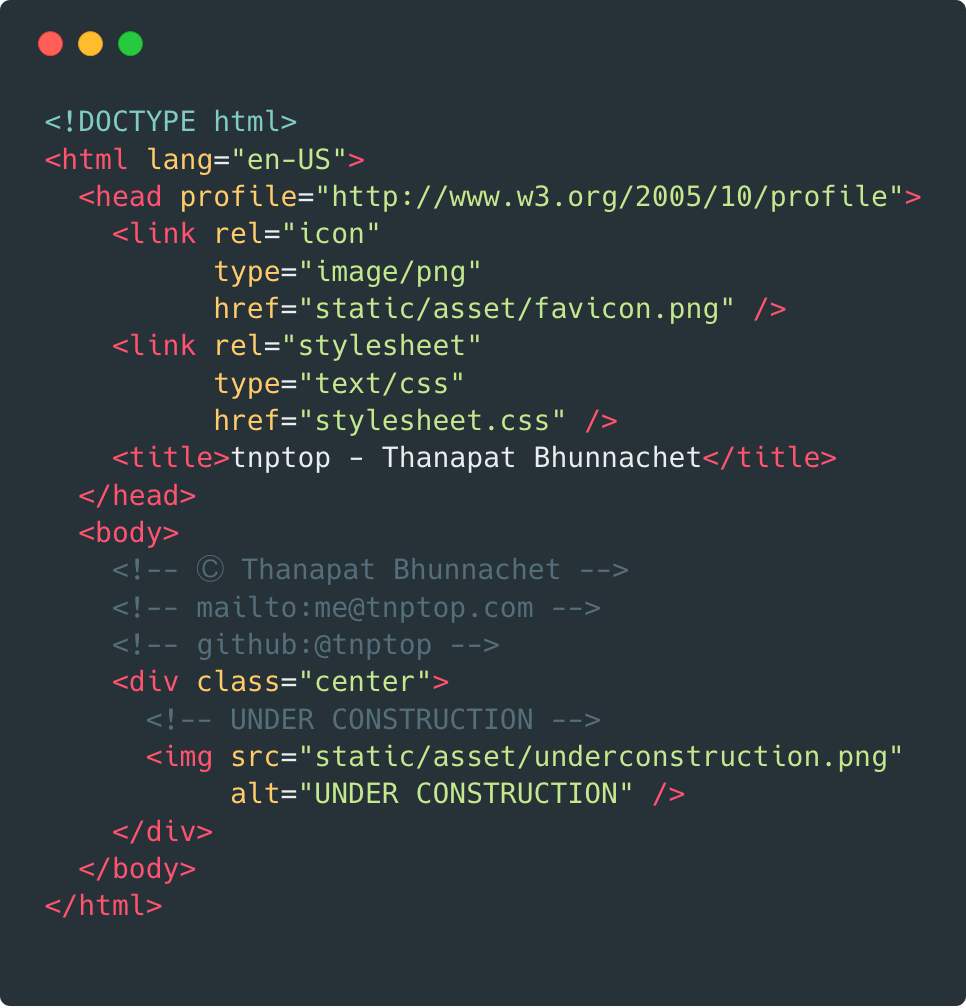 <!DOCTYPE html>
<html lang="en-US">
  <head profile="http://www.w3.org/2005/10/profile">
    <link rel="icon"
          type="image/png"
          href="static/asset/favicon.png" />
    <link rel="stylesheet"
          type="text/css"
          href="stylesheet.css" />
    <title>tnptop - Thanapat Bhunnachet</title>
  </head>
  <body>
    <!-- Ⓒ Thanapat Bhunnachet -->
    <!-- mailto:me@tnptop.com -->
    <!-- github:@tnptop -->
    <div class="center">
      <!-- UNDER CONSTRUCTION -->
      <img src="static/asset/underconstruction.png"
           alt="UNDER CONSTRUCTION" />
    </div>
  </body>
</html>